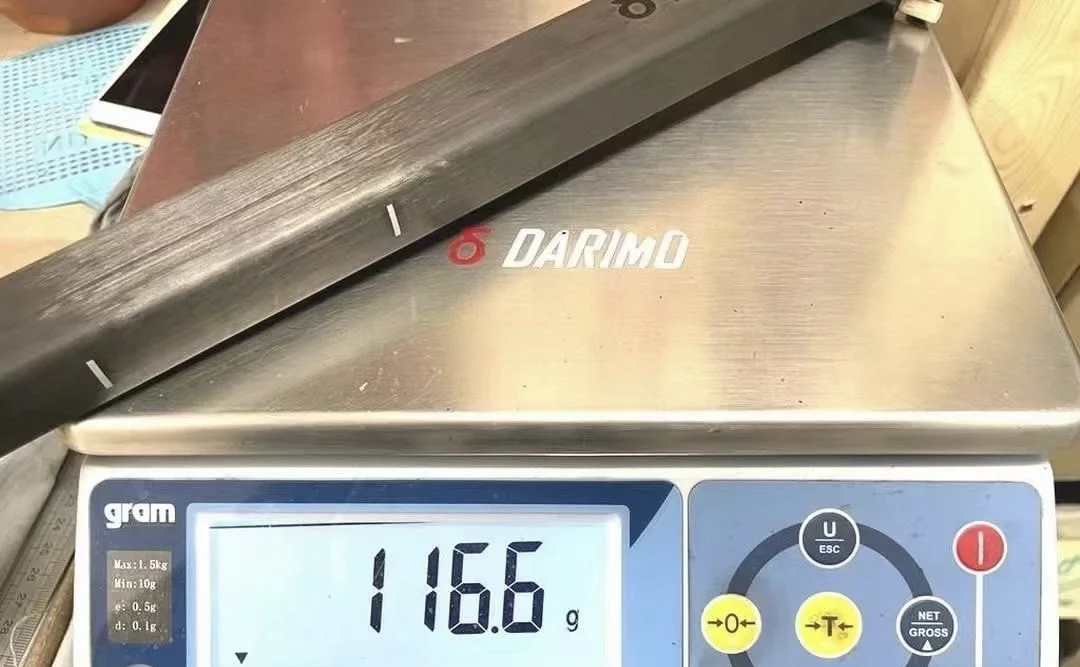 δ DARIMO
gram
Max:1.5kg
Min:10g
e: 0.5g
d: 0.1g
116.6 g
U
ESC
→0←
→T←
NET
GROSS